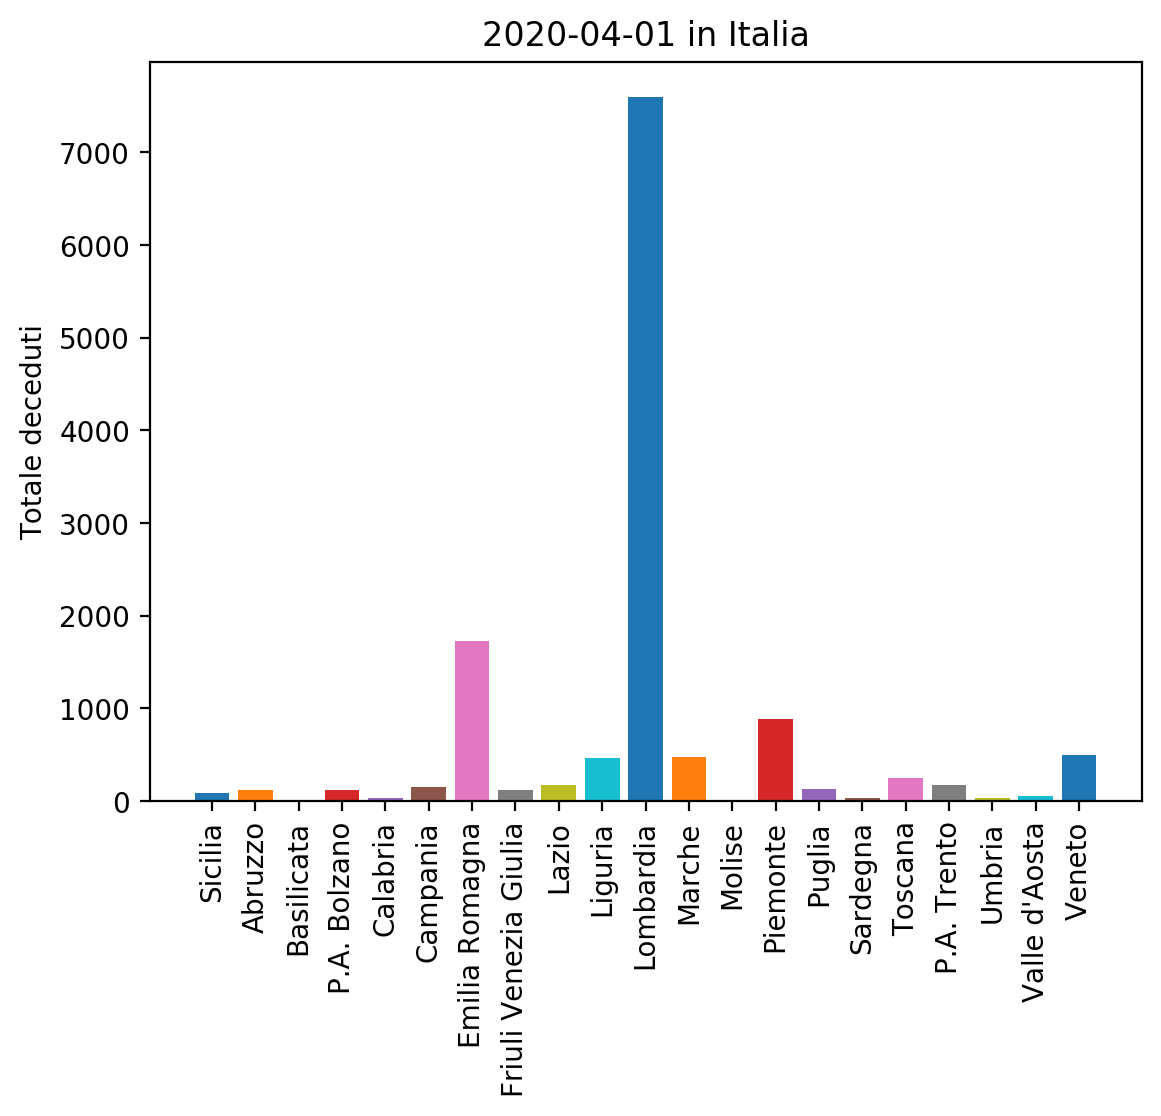 2020-04-01 in Italia
Totale deceduti
7000
6000
5000
4000
3000
2000
1000
0
Sicilia
Abruzzo
Basilicata
P.A. Bolzano
Calabria
Campania
Emilia Romagna
Friuli Venezia Giulia
Lazio
Liguria
Lombardia
Marche
Molise
Piemonte
Puglia
Sardegna
Toscana
P.A. Trento
Umbria
Valle d'Aosta
Veneto